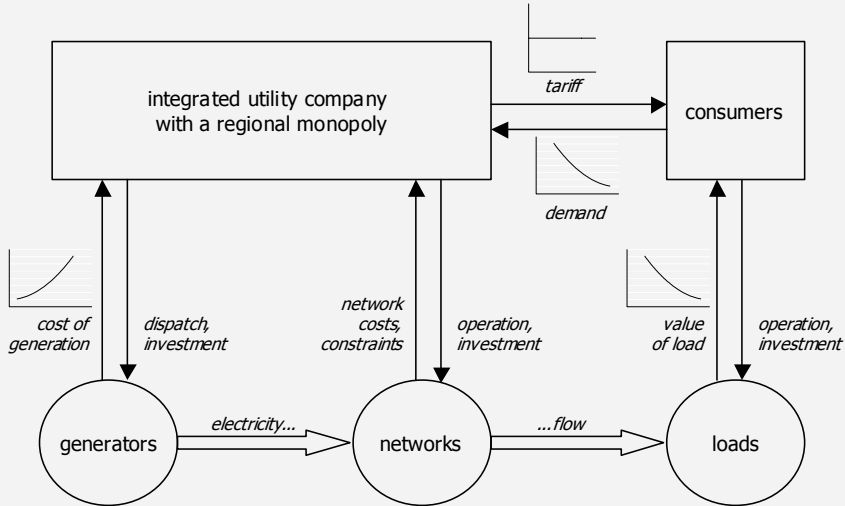 integrated utility company
with a regional monopoly
tariff
consumers
demand
cost of
generation
dispatch,
investment
network
costs,
constraints
operation,
investment
value
of load
operation,
investment
generators
electricity...
networks
...flow
loads